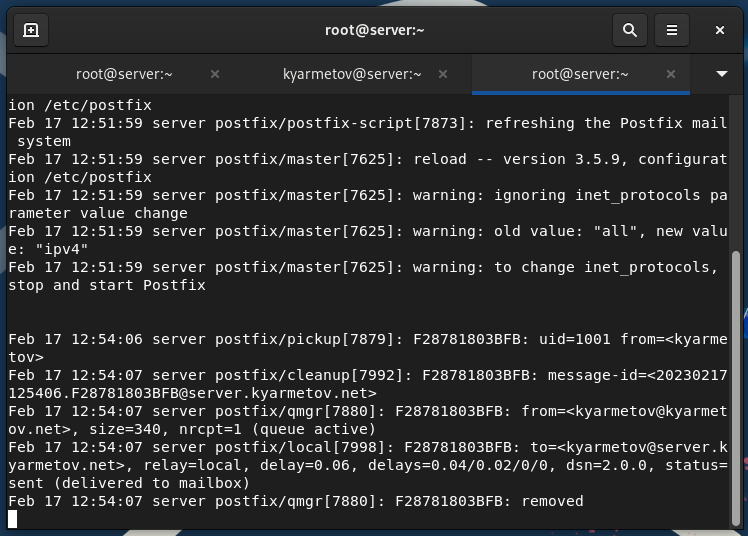 root@server:~
root@server:~ × kyarmetov@server:~ × root@server:~ ×
ion /etc/postfix
Feb 17 12:51:59 server postfix/postfix-script[7873]: refreshing the Postfix mail
 system
Feb 17 12:51:59 server postfix/master[7625]: reload -- version 3.5.9, configurat
ion /etc/postfix
Feb 17 12:51:59 server postfix/master[7625]: warning: ignoring inet_protocols pa
rameter value change
Feb 17 12:51:59 server postfix/master[7625]: warning: old value: "all", new valu
e: "ipv4"
Feb 17 12:51:59 server postfix/master[7625]: warning: to change inet_protocols,
stop and start Postfix
Feb 17 12:54:06 server postfix/pickup[7879]: F28781803BFB: uid=1001 from=<kyarme
tov>
Feb 17 12:54:07 server postfix/cleanup[7992]: F28781803BFB: message-id=<20230217
125406.F28781803BFB@server.kyarmetov.net>
Feb 17 12:54:07 server postfix/qmgr[7880]: F28781803BFB: from=<kyarmetov@kyarmet
ov.net>, size=340, nrcpt=1 (queue active)
Feb 17 12:54:07 server postfix/local[7998]: F28781803BFB: to=<kyarmetov@server.k
yarmetov.net>, relay=local, delay=0.06, delays=0.04/0.02/0/0, dsn=2.0.0, status=
sent (delivered to mailbox)
Feb 17 12:54:07 server postfix/qmgr[7880]: F28781803BFB: removed